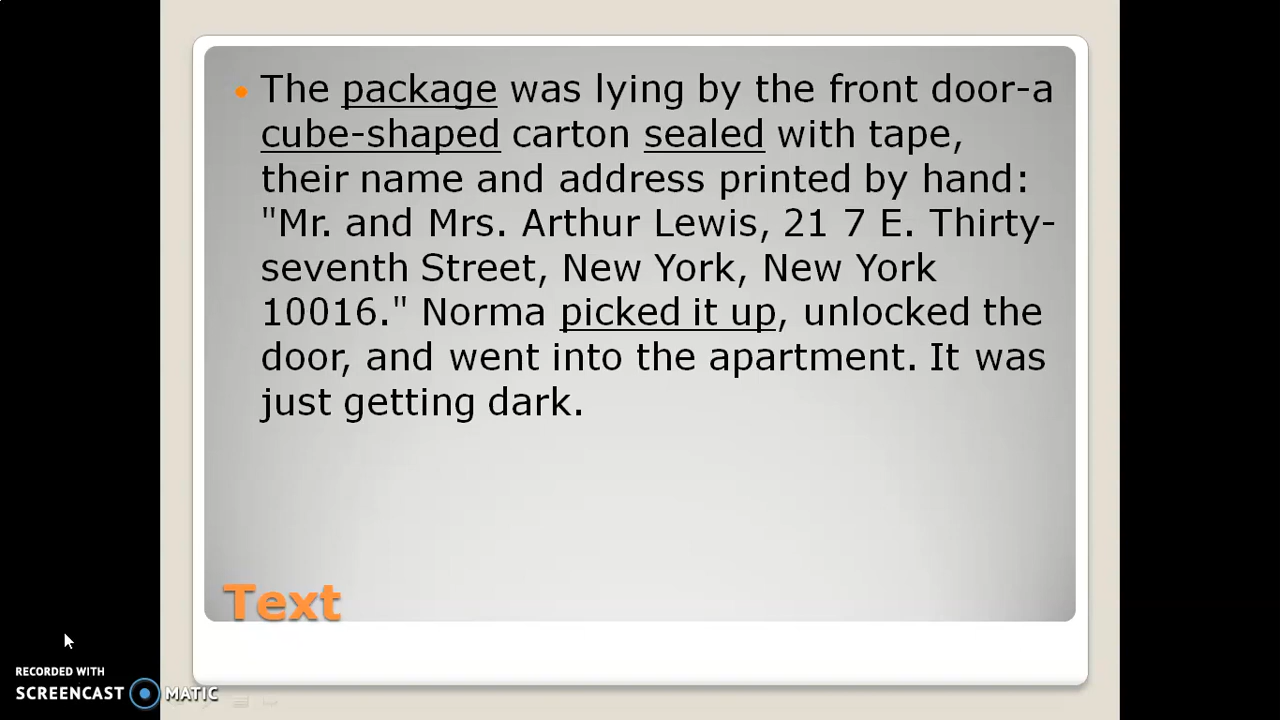 The package was lying by the front door-a
cube-shaped carton sealed with tape,
their name and address printed by hand:
"Mr. and Mrs. Arthur Lewis, 21 7 E. Thirty-
seventh Street, New York, New York
10016." Norma picked it up, unlocked the
door, and went into the apartment. It was
just getting dark.
Text
RECORDED WITH
SCREENCAST MATIC